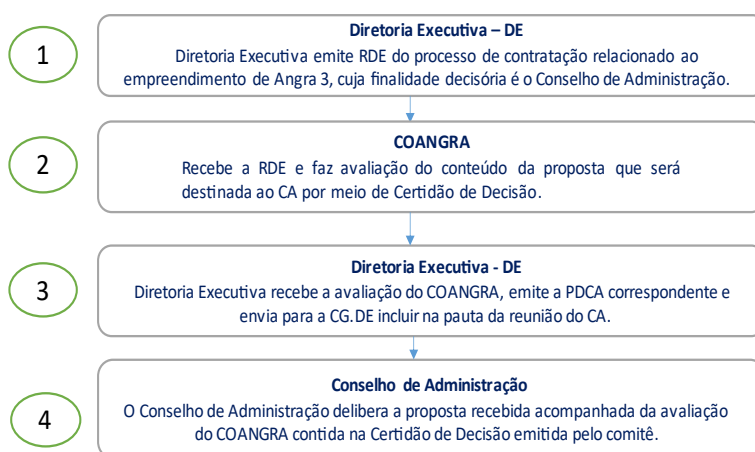 1
Diretoria Executiva – DE
Diretoria Executiva emite RDE do processo de contratação relacionado ao
empreendimento de Angra 3, cuja finalidade decisória é o Conselho de Administração.
2
COANGRA
Recebe a RDE e faz avaliação do conteúdo da proposta que será
destinada ao CA por meio de Certidão de Decisão.
3
Diretoria Executiva - DE
Diretoria Executiva recebe a avaliação do COANGRA, emite a PDCA correspondente e
envia para a CG.DE incluir na pauta da reunião do CA.
4
Conselho de Administração
O Conselho de Administração delibera a proposta recebida acompanhada da avaliação
do COANGRA contida na Certidão de Decisão emitida pelo comitê.